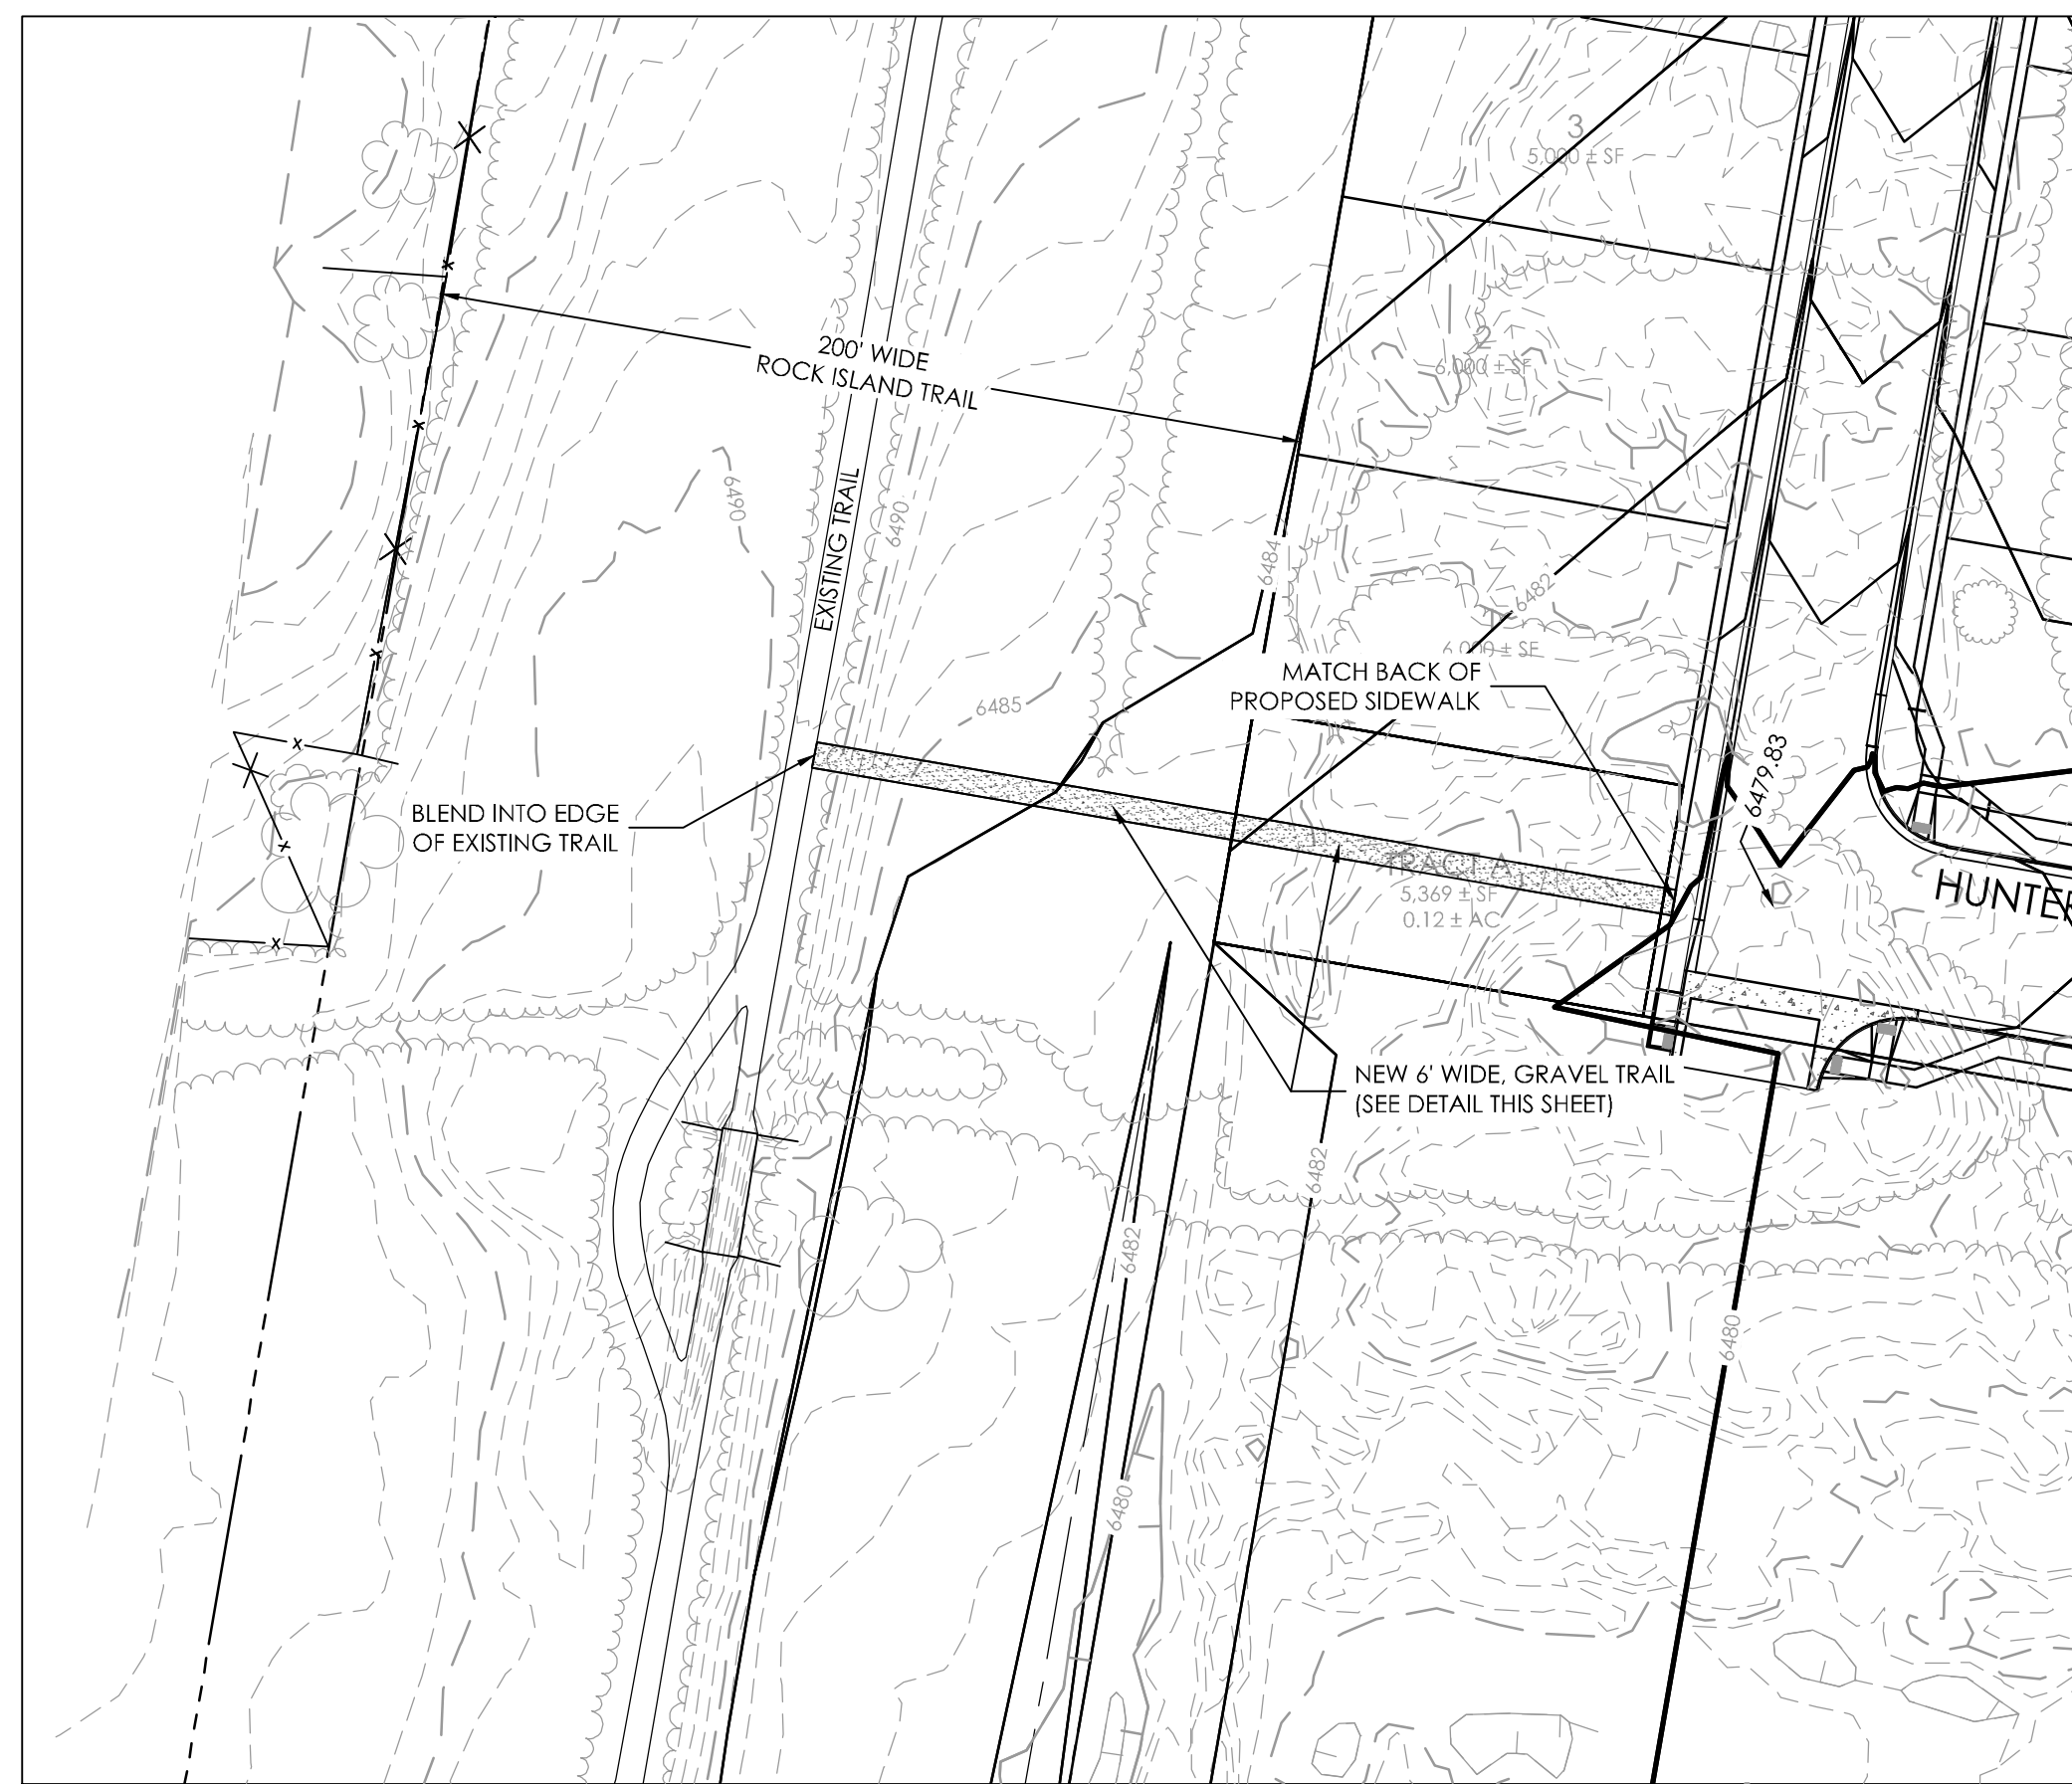 3
5,000 ± SF
200' WIDE
ROCK ISLAND TRAIL
2
6,000 ± SF
6490
6490
EXISTING TRAIL
6484
6482
1
6,000 ± SF
MATCH BACK OF
PROPOSED SIDEWALK
6485
6479.83
BLEND INTO EDGE
OF EXISTING TRAIL
TRACT A
5,369 ± SF
0.12 ± AC
HUNTER
NEW 6' WIDE, GRAVEL TRAIL
(SEE DETAIL THIS SHEET)
6482
6482
6480
6480